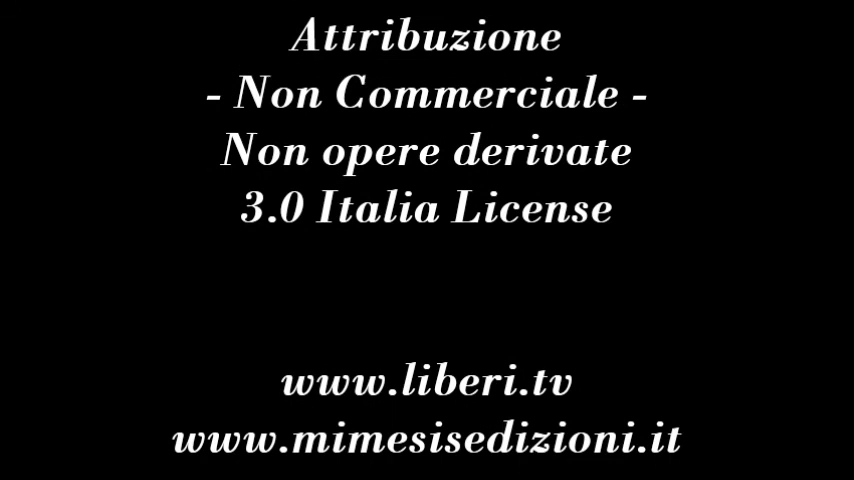 Attribuzione
- Non Commerciale -
Non opere derivate
3.0 Italia License
www.liberi.tv
www.mimesisedizioni.it